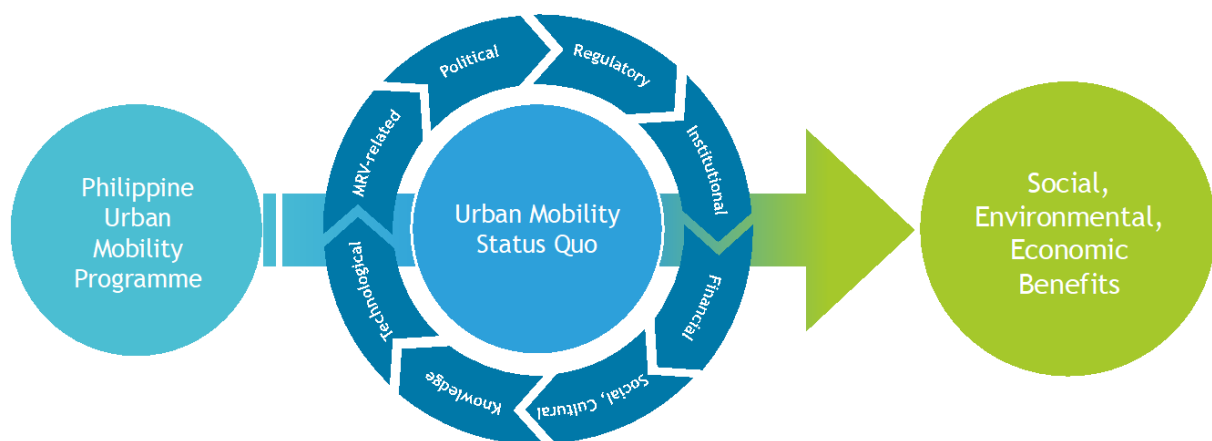 Philippine
Urban
Mobility
Programme
Political
Regulatory
Institutional
Financial
Social, Cultural
Knowledge
Technological
MRV-related
Urban Mobility
Status Quo
Social,
Environmental,
Economic
Benefits